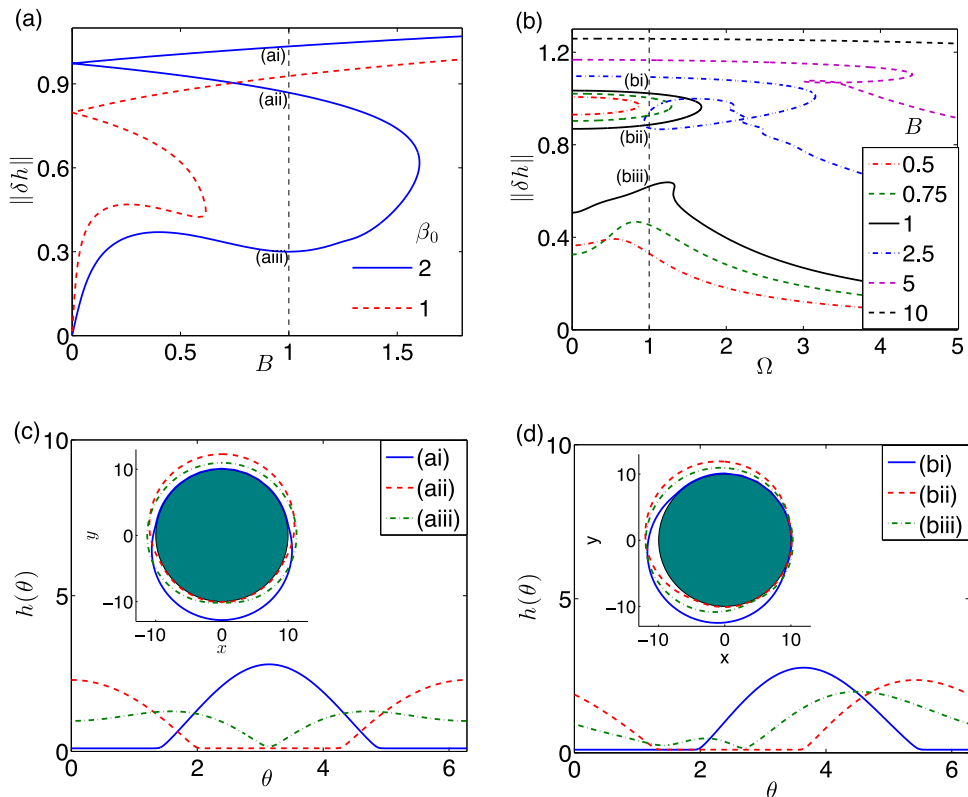 (a)
0.9
0.6
0.3
0
||δh||
0
0.5
1
1.5
B
(ai)
(aii)
(aiii)
β₀
2
1
(b)
1.2
0.8
0.4
0
||δh||
0
1
2
3
4
5
Ω
(bi)
(bii)
(biii)
B
0.5
0.75
1
2.5
5
10
(c)
10
5
0
h(θ)
0
2
4
6
θ
(ai)
(aii)
(aiii)
10
0
−10
y
−10
0
10
x
(d)
10
5
0
h(θ)
0
2
4
6
θ
(bi)
(bii)
(biii)
10
0
−10
y
−10
0
10
x